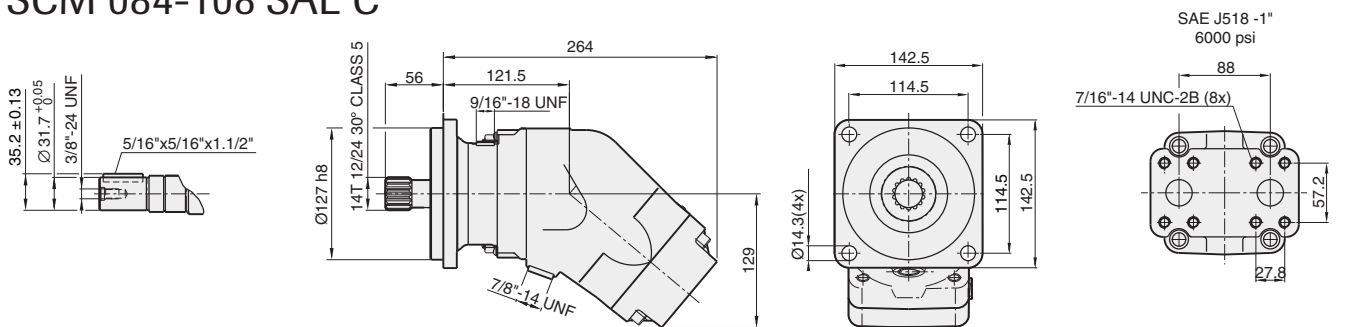 SCM 084-108 SAE C
SAE J518 -1"
6000 psi
264
56
121.5
14T 12/24 30° CLASS 5
9/16"-18 UNF
Ø127 h8
7/8"-14 UNF
129
35.2 ±0.13
Ø 31.7 +0.05 0
3/8"-24 UNF
5/16"x5/16"x1.1/2"
142.5
114.5
114.5
142.5
Ø14.3(4x)
88
7/16"-14 UNC-2B (8x)
57.2
27.8